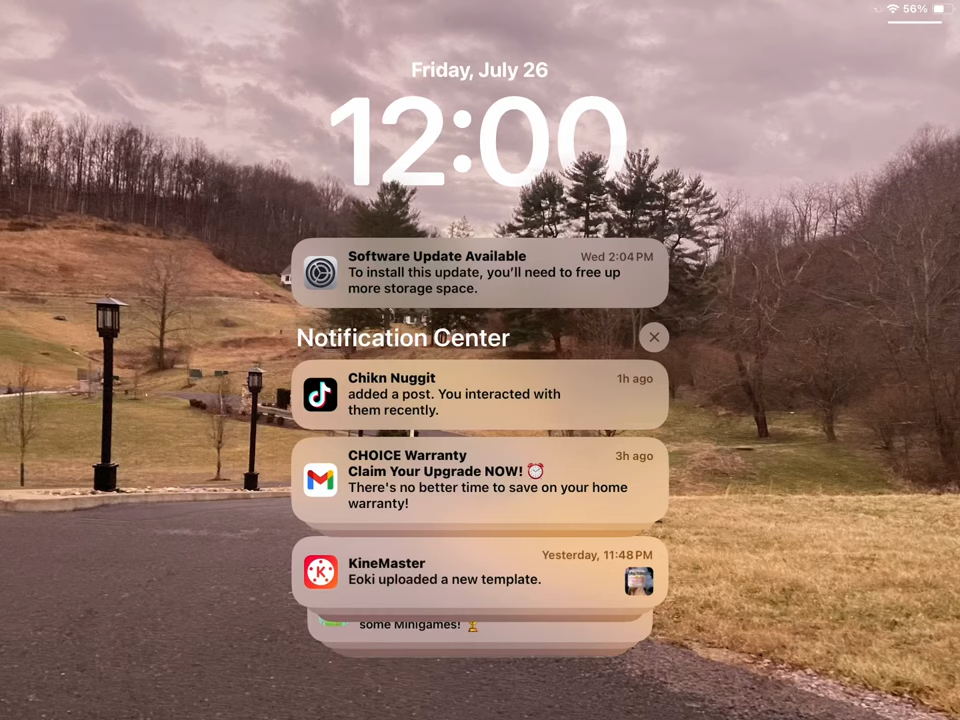 56%
Friday, July 26
12:00
Software Update Available Wed 2:04 PM
To install this update, you'll need to free up
more storage space.
Notification Center
Chikn Nuggit 1h ago
added a post. You interacted with
them recently.
CHOICE Warranty 3h ago
Claim Your Upgrade NOW! ⏰
There's no better time to save on your home
warranty!
Yesterday, 11:48 PM
KineMaster
Eoki uploaded a new template.
some Minigames! ⏳